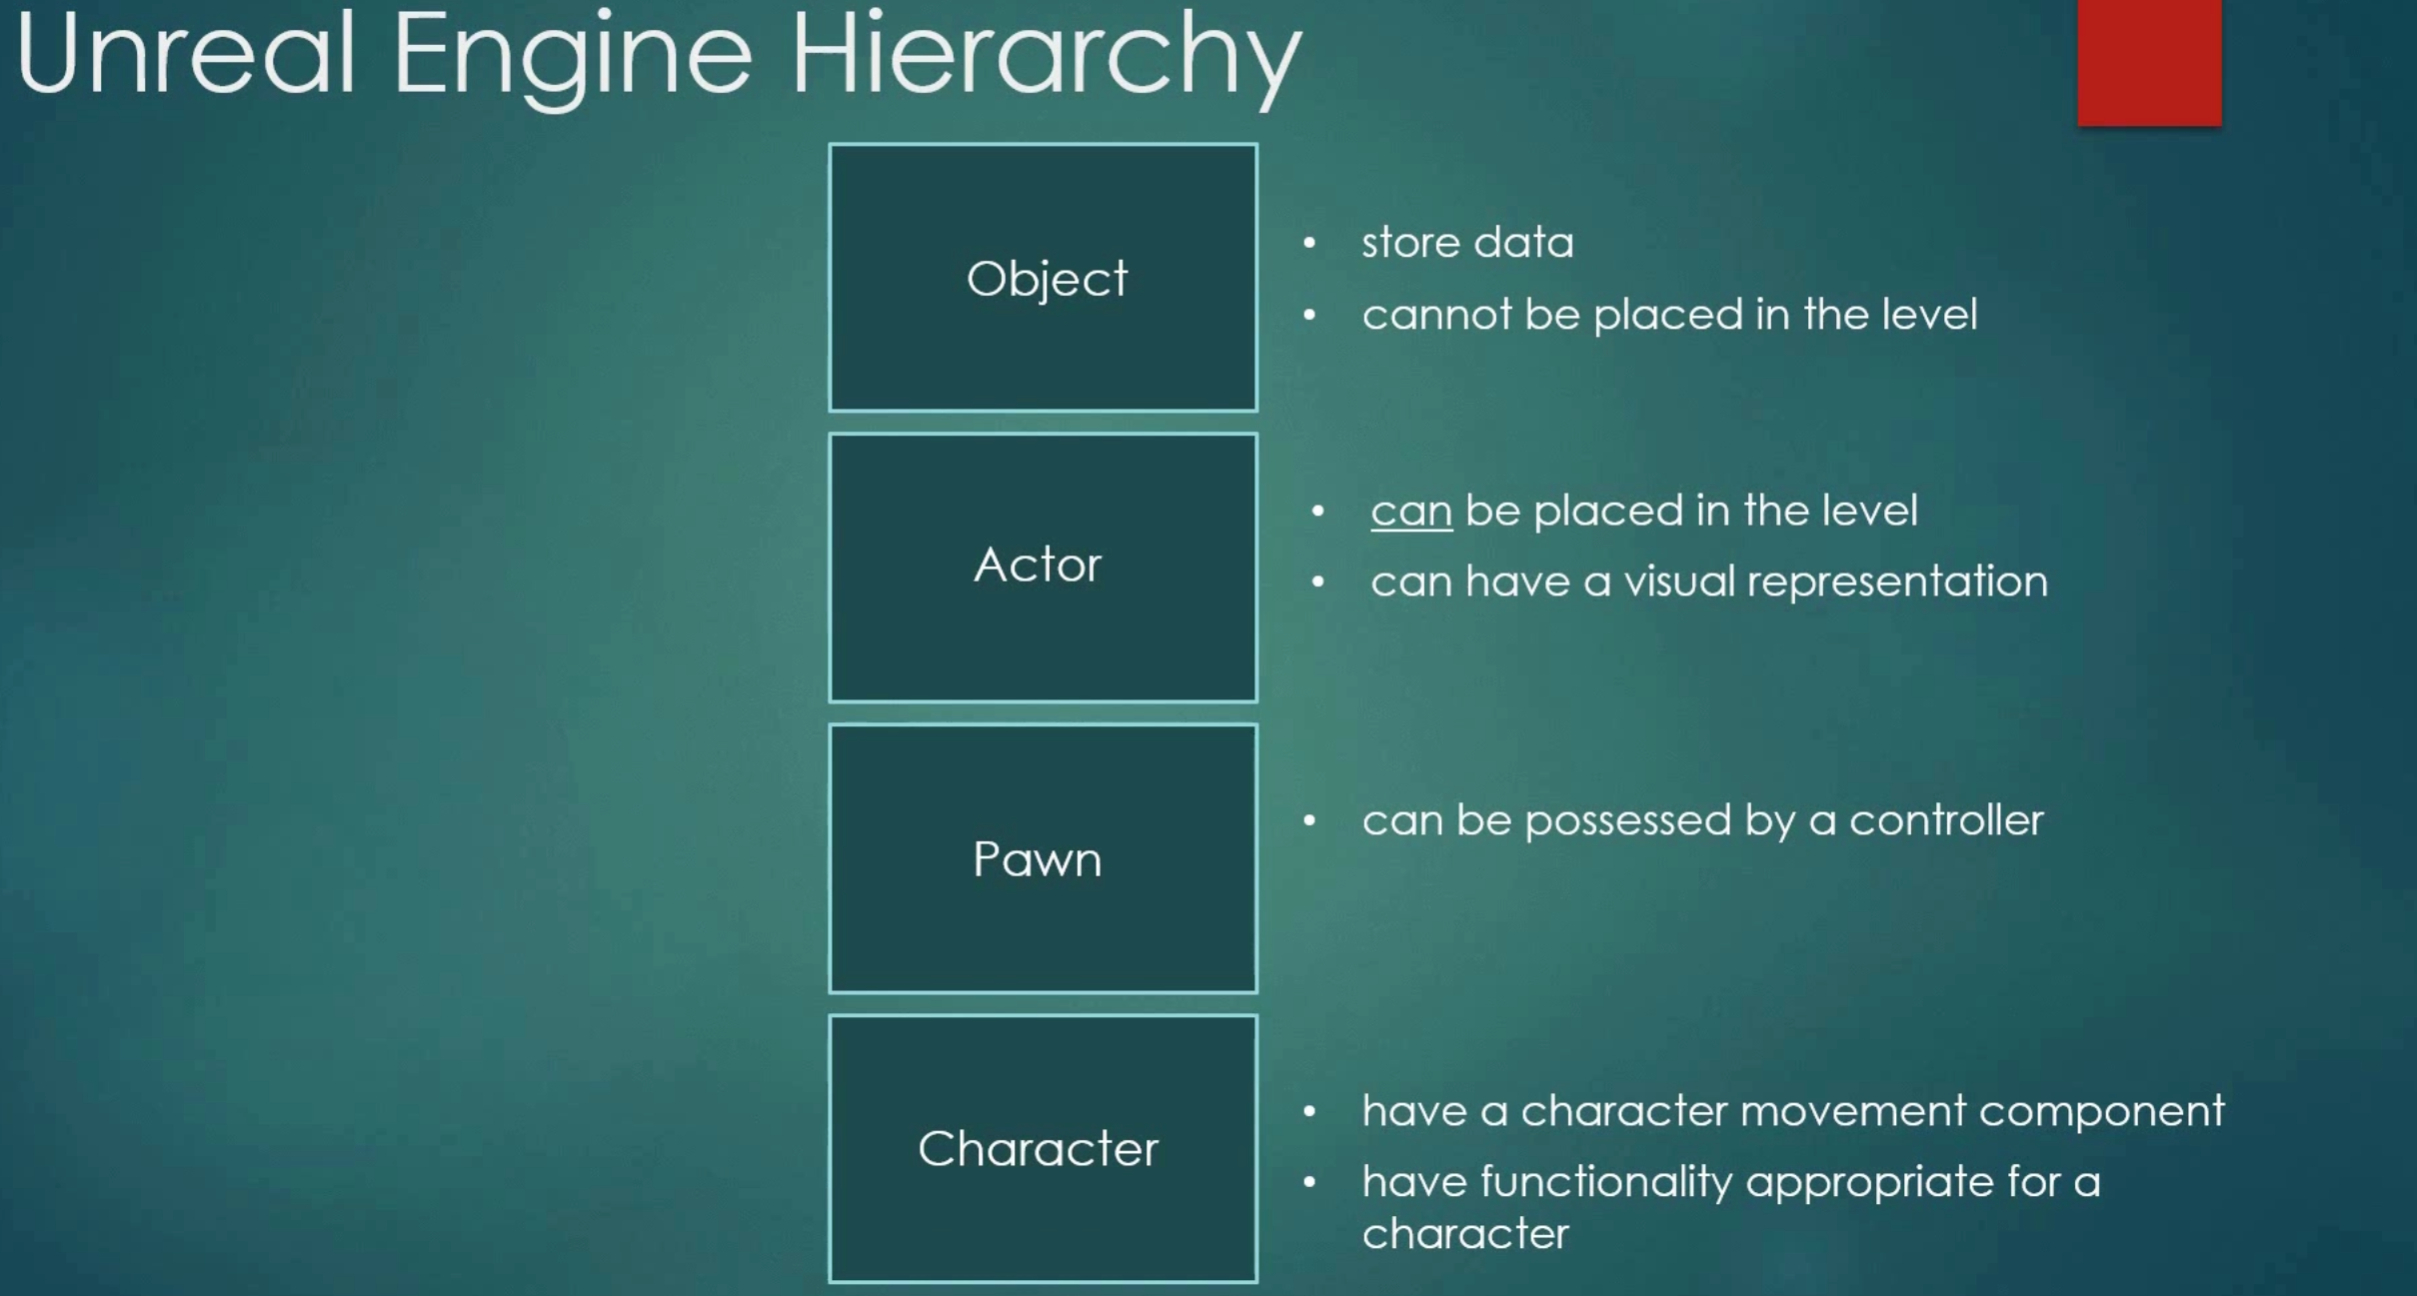 Unreal Engine Hierarchy
Object
• store data
• cannot be placed in the level
Actor
• can be placed in the level
• can have a visual representation
Pawn
• can be possessed by a controller
Character
• have a character movement component
• have functionality appropriate for a
character